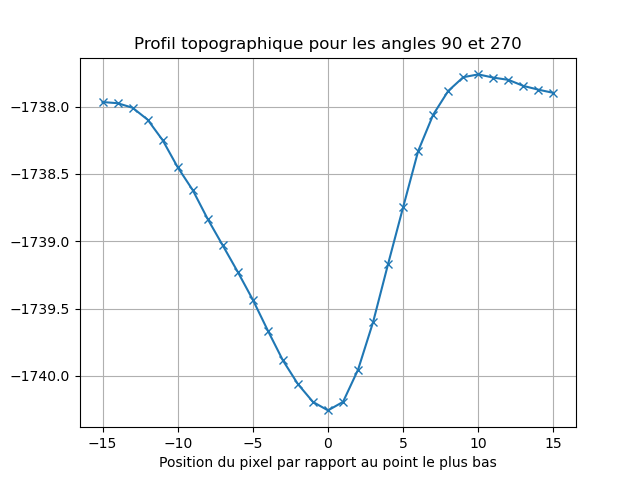 Profil topographique pour les angles 90 et 270
−1738.0
−1738.5
−1739.0
−1739.5
−1740.0
−15 −10 −5 0 5 10 15
Position du pixel par rapport au point le plus bas